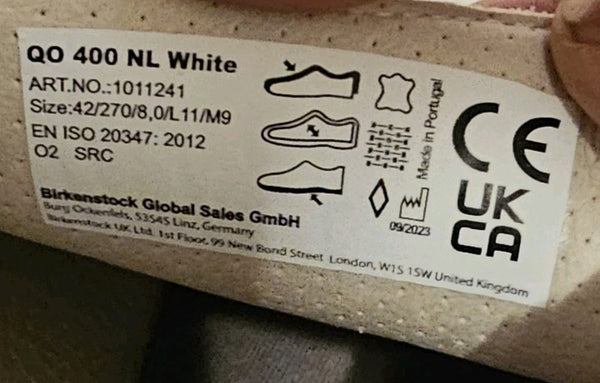 QO 400 NL White
ART.NO.:1011241
Size:42/270/8,0/L11/M9
EN ISO 20347: 2012
O2 SRC
Birkenstock Global Sales GmbH
Burg Ockenfels, 53545 Linz, Germany
Birkenstock UK Ltd. 1st Floor, 99 New Bond Street London, W1S 1SW United Kingdom
Made in Portugal
09/2023
CE
UK
CA